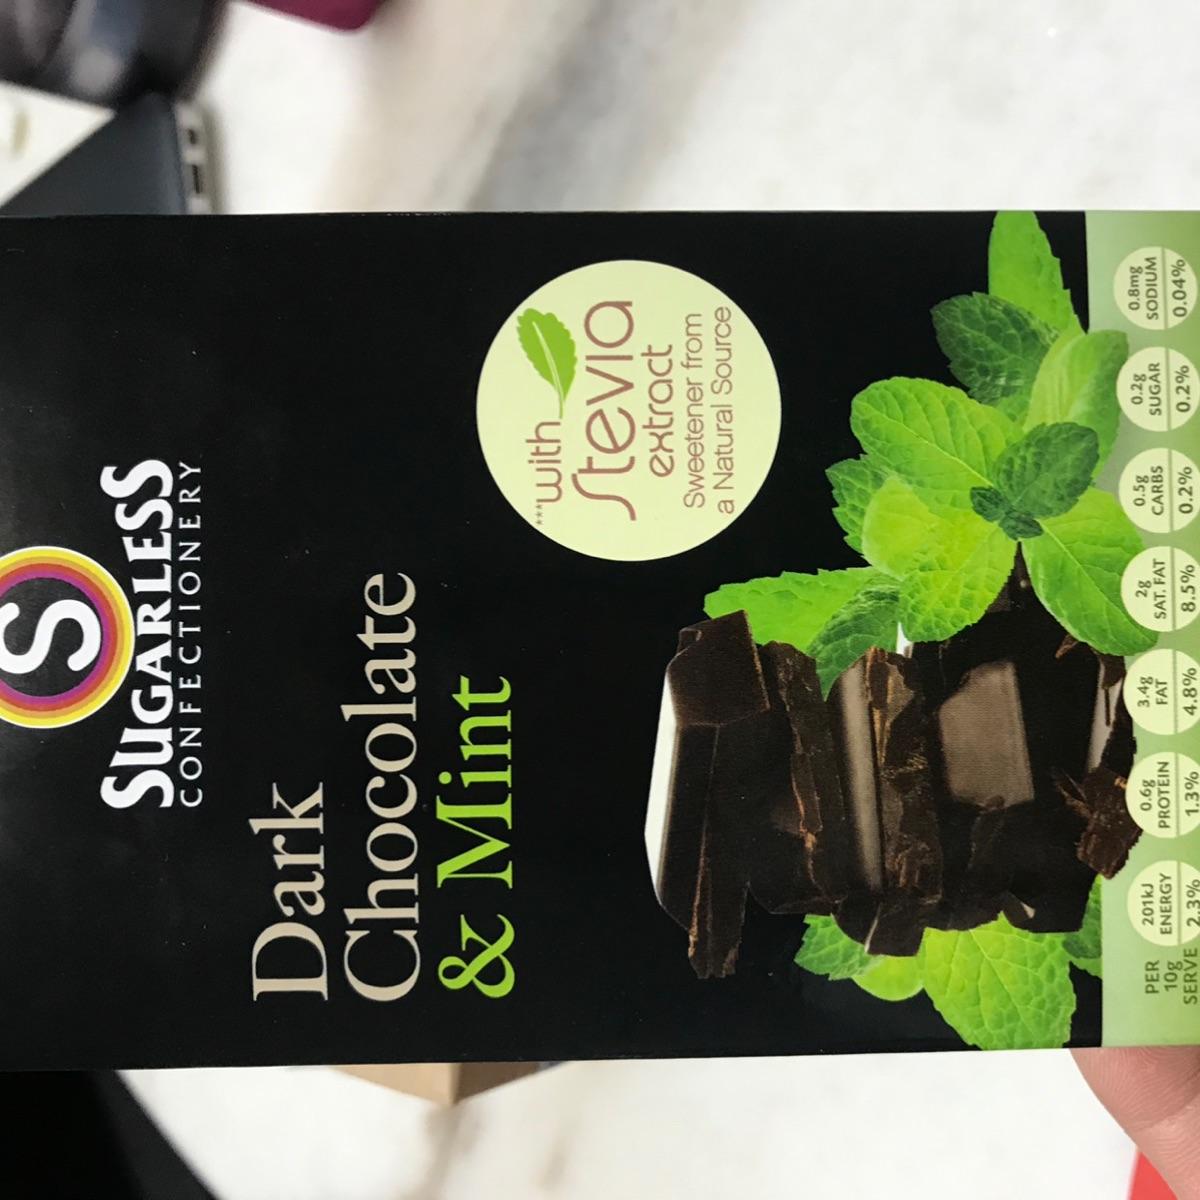 S
SUGARLESS
CONFECTIONERY
Dark
Chocolate
& Mint
***with
Stevia
extract
Sweetener from
a Natural Source
PER
10g
SERVE
201kJ
ENERGY
2.3%
0.6g
PROTEIN
1.3%
3.4g
FAT
4.8%
2g
SAT. FAT
8.5%
0.5g
CARBS
0.2%
0.2g
SUGAR
0.2%
0.8mg
SODIUM
0.04%